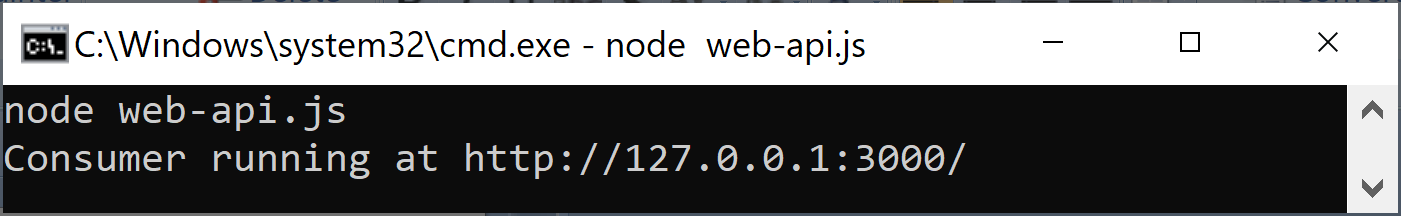 C:\Windows\system32\cmd.exe - node  web-api.js
node web-api.js
Consumer running at http://127.0.0.1:3000/